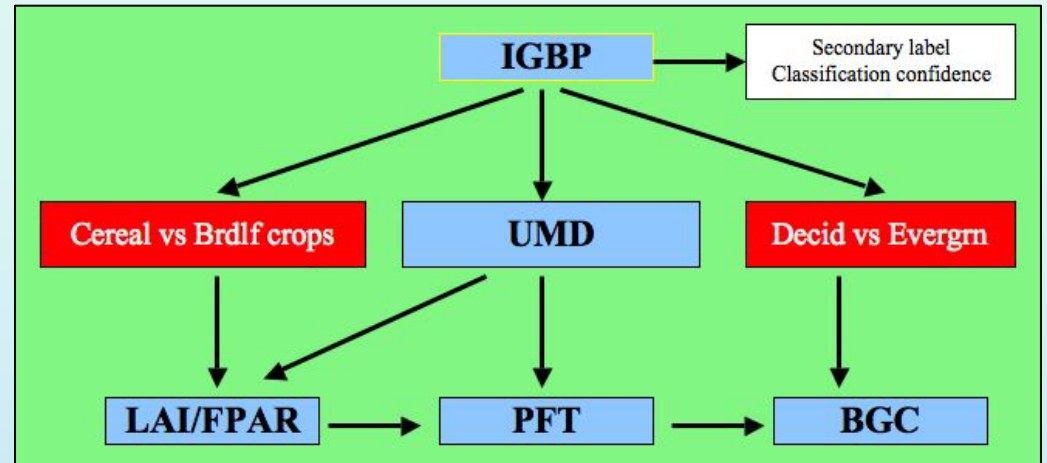 IGBP
Secondary label
Classification confidence
Cereal vs Brdlf crops
UMD
Decid vs Evergrn
LAI/FPAR
PFT
BGC